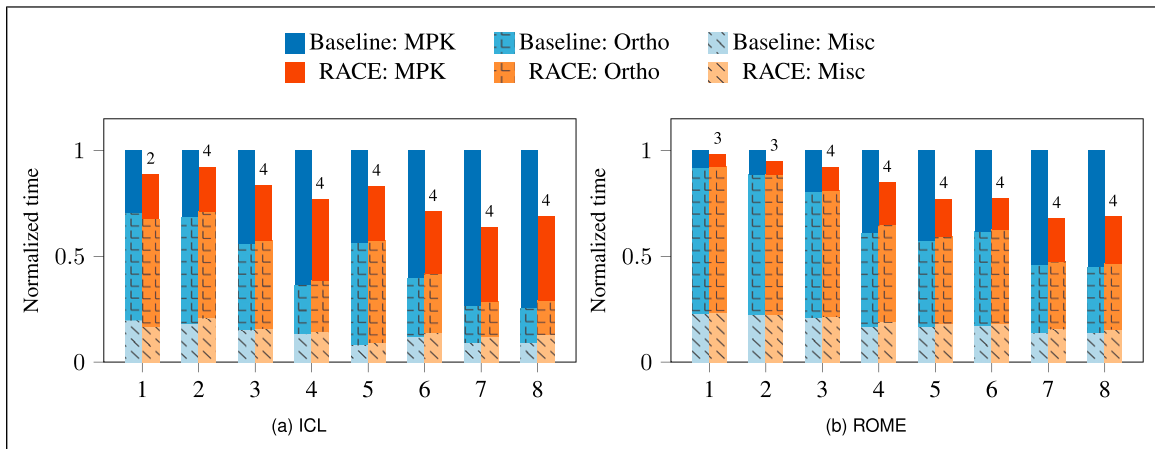 Baseline: MPK Baseline: Ortho Baseline: Misc
RACE: MPK RACE: Ortho RACE: Misc
Normalized time
1
0.5
0
2 4 4 4 4 4 4 4
1 2 3 4 5 6 7 8
(a) ICL
Normalized time
1
0.5
0
3 3 4 4 4 4 4 4
1 2 3 4 5 6 7 8
(b) ROME